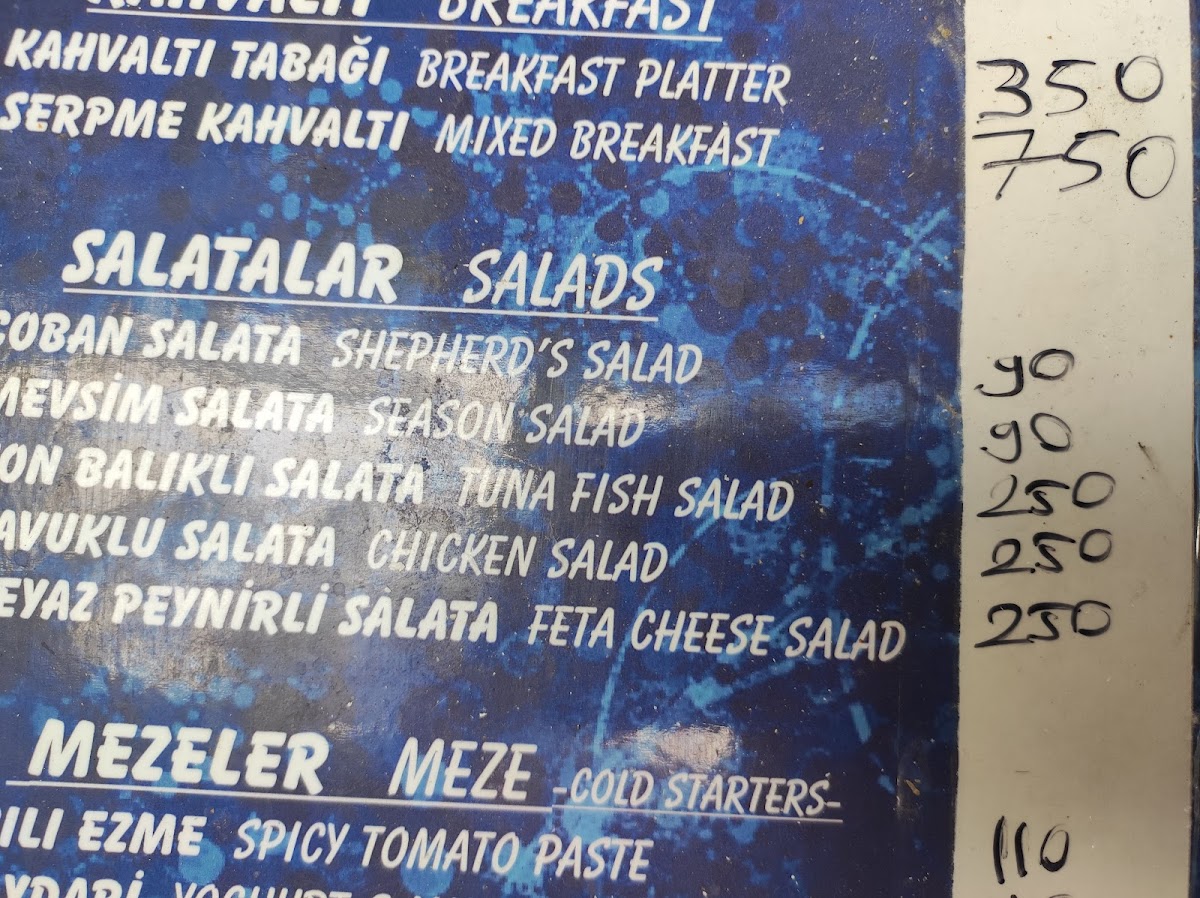 KAHVALTI BREAKFAST
KAHVALTI TABAĞI BREAKFAST PLATTER 350
SERPME KAHVALTI MIXED BREAKFAST 750
SALATALAR SALADS
ÇOBAN SALATA SHEPHERD'S SALAD 90
MEVSİM SALATA SEASON SALAD 90
ON BALIKLI SALATA TUNA FISH SALAD 250
AVUKLU SALATA CHICKEN SALAD 250
EYAZ PEYNİRLİ SALATA FETA CHEESE SALAD 250
MEZELER MEZE -COLD STARTERS-
ILI EZME SPICY TOMATO PASTE 110